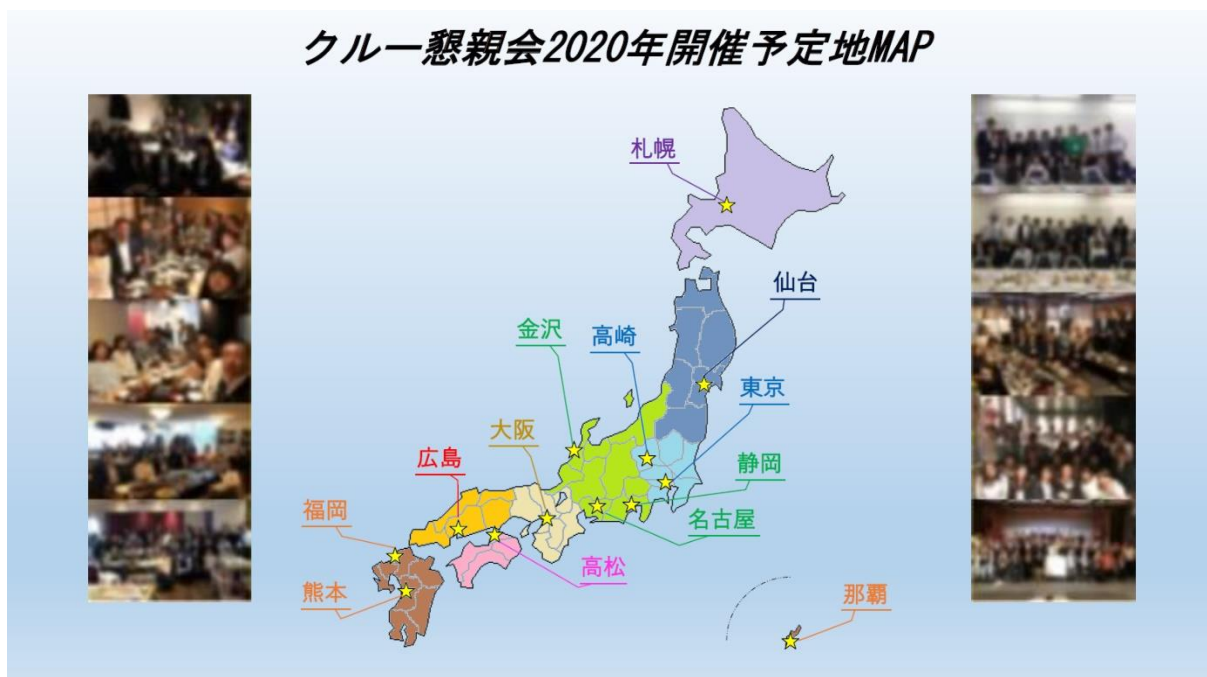 クルー懇親会2020年開催予定地MAP
札幌
仙台
金沢
高崎
東京
大阪
広島
静岡
福岡
名古屋
高松
熊本
那覇